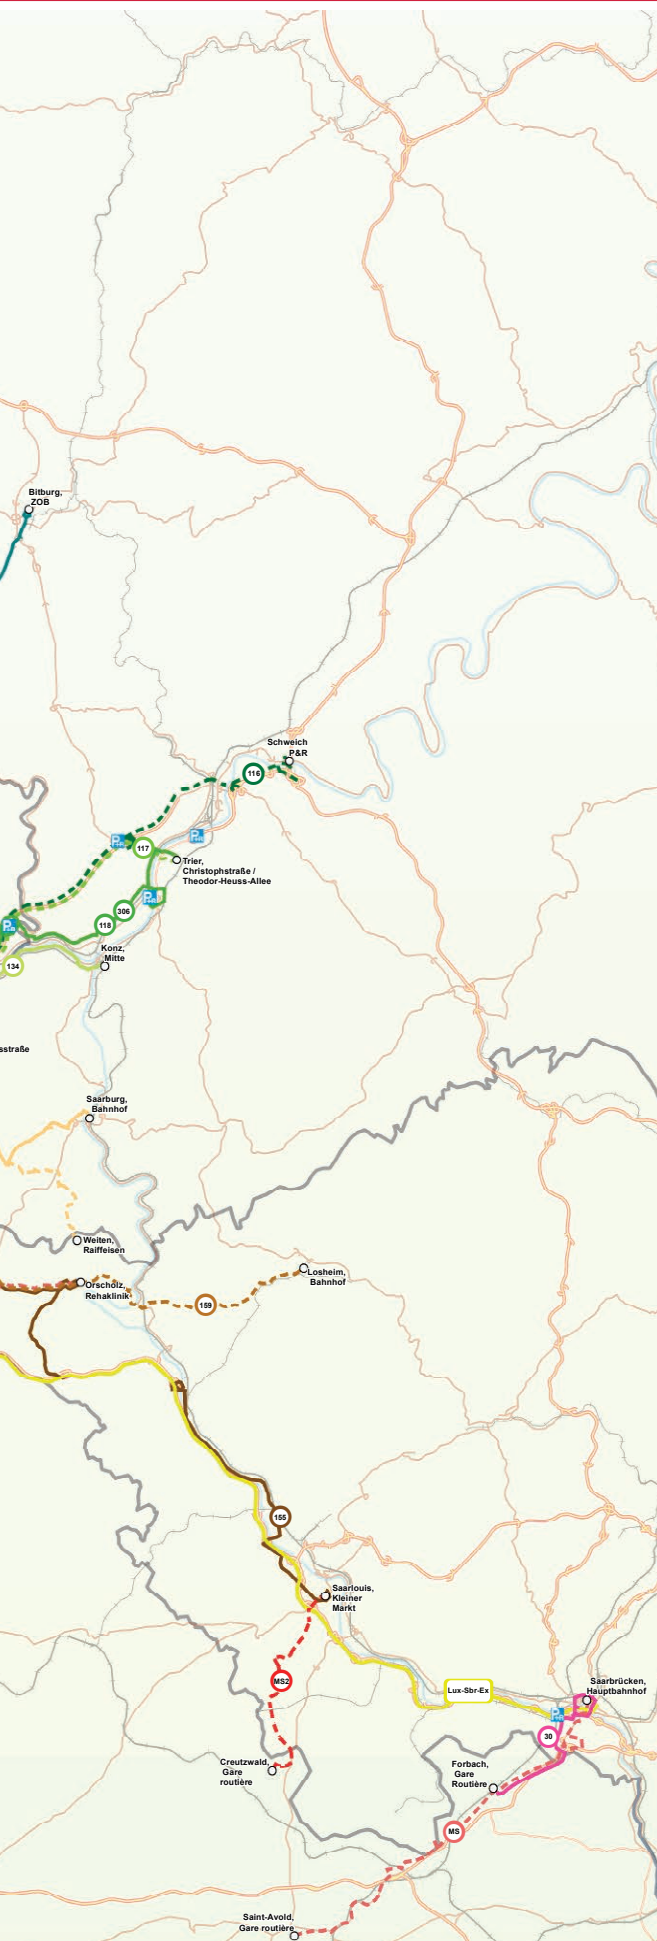 Bitburg,
ZOB
Schweich
P&R
116
117
Trier,
Christophstraße /
Theodor-Heuss-Allee
306
118
Konz,
Mitte
134
sstraße
Saarburg,
Bahnhof
Weiten,
Raiffeisen
Losheim,
Bahnhof
Orscholz,
Rehaklinik
159
155
Saarlouis,
Kleiner
Markt
MS2
Saarbrücken,
Hauptbahnhof
Lux-Sbr-Ex
30
Creutzwald,
Gare
routière
Forbach,
Gare
Routière
MS
Saint-Avold,
Gare routière